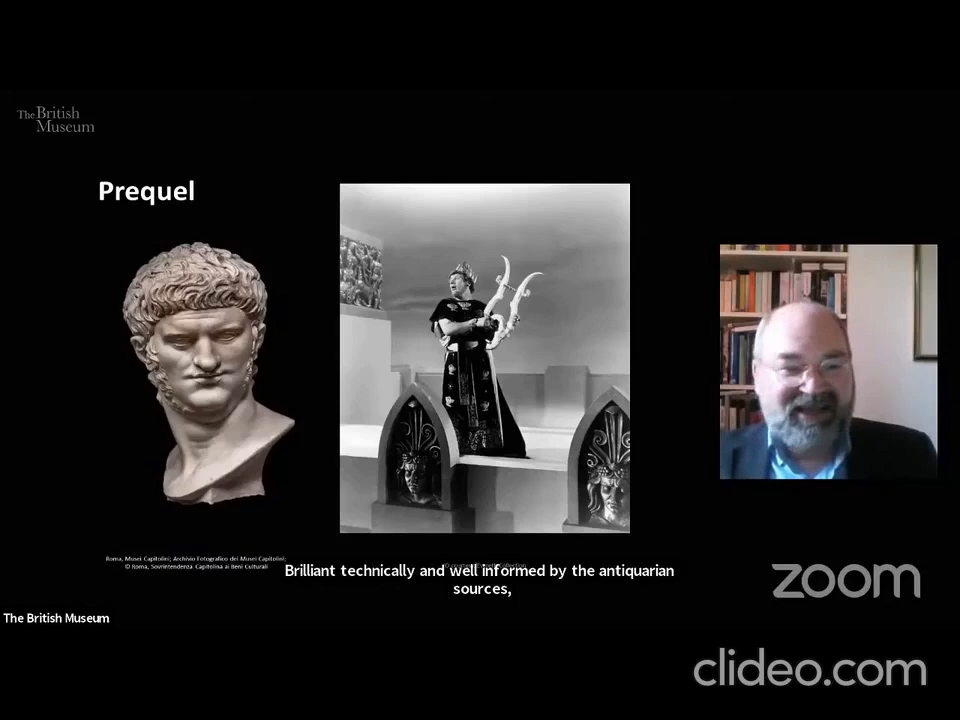 The British
Museum
Prequel
Roma, Musei Capitolini; Archivio Fotografico dei Musei Capitolini;
© Roma, Sovrintendenza Capitolina ai Beni Culturali
Brilliant technically and well informed by the antiquarian
sources,
zoom
The British Museum
clideo.com